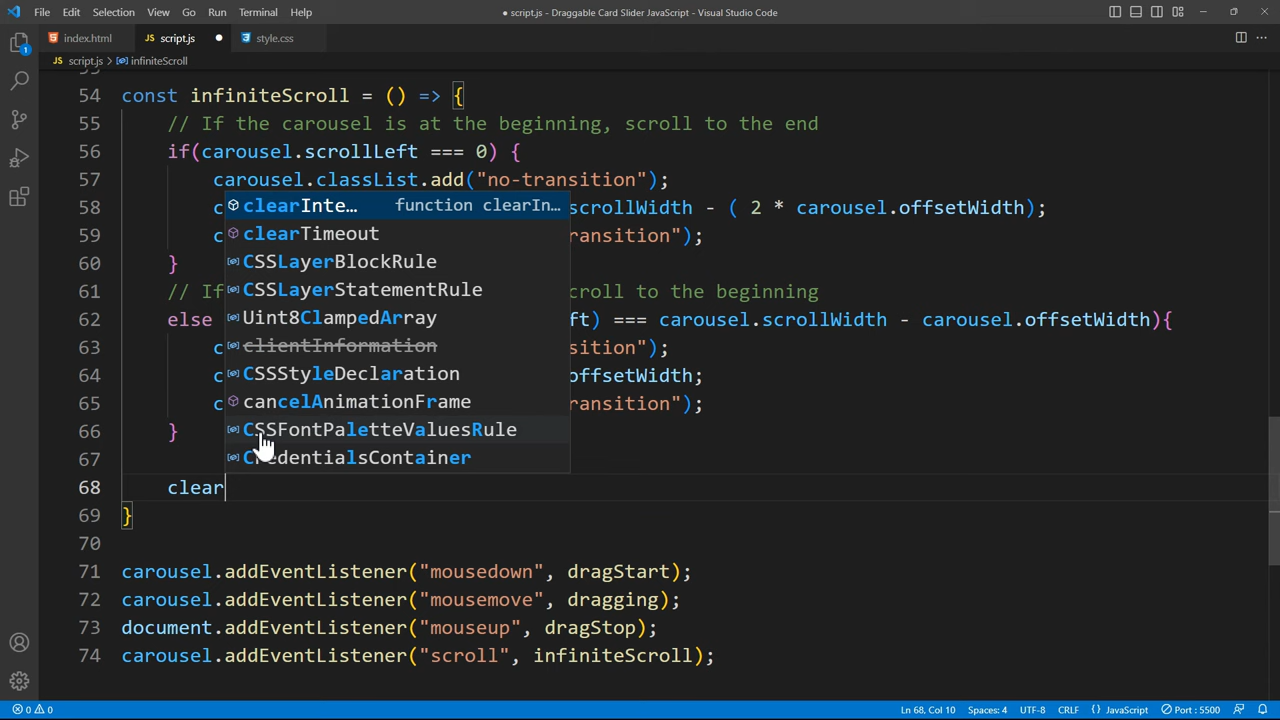 File Edit Selection View Go Run Terminal Help
● script.js - Draggable Card Slider JavaScript - Visual Studio Code
index.html JS script.js ● style.css
JS script.js > infiniteScroll
54 const infiniteScroll = () => {
55 // If the carousel is at the beginning, scroll to the end
56 if(carousel.scrollLeft === 0) {
57 carousel.classList.add("no-transition");
58 c scrollWidth - ( 2 * carousel.offsetWidth);
59 c ransition");
60 }
61 // If croll to the beginning
62 else ft) === carousel.scrollWidth - carousel.offsetWidth){
63 c sition");
64 c offsetWidth;
65 c ransition");
66 }
67
68 clear
69 }
70
71 carousel.addEventListener("mousedown", dragStart);
72 carousel.addEventListener("mousemove", dragging);
73 document.addEventListener("mouseup", dragStop);
74 carousel.addEventListener("scroll", infiniteScroll);
clearInte… function clearIn…
clearTimeout
CSSLayerBlockRule
CSSLayerStatementRule
Uint8ClampedArray
clientInformation
CSSStyleDeclaration
cancelAnimationFrame
CSSFontPaletteValuesRule
CredentialsContainer
1
0 0 Ln 68, Col 10 Spaces: 4 UTF-8 CRLF {} JavaScript Port : 5500